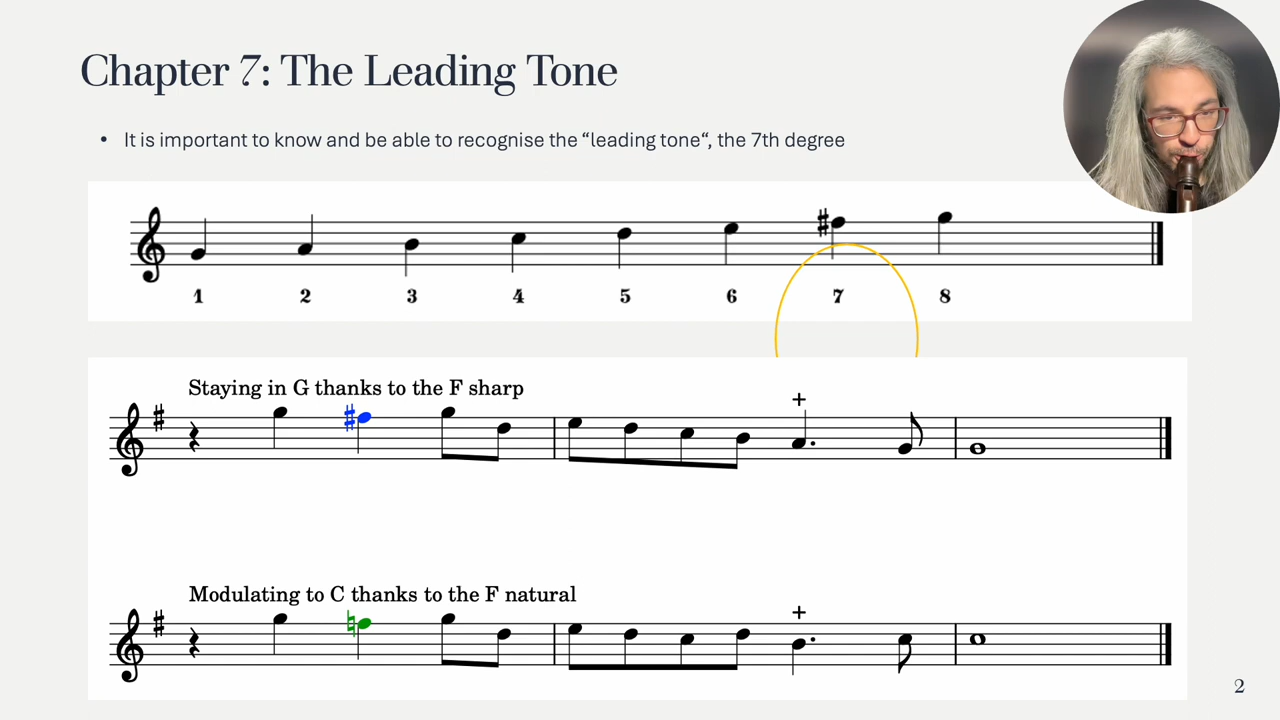 Chapter 7: The Leading Tone
• It is important to know and be able to recognise the “leading tone“, the 7th degree
1 2 3 4 5 6 7 8
Staying in G thanks to the F sharp
+
Modulating to C thanks to the F natural
+
2